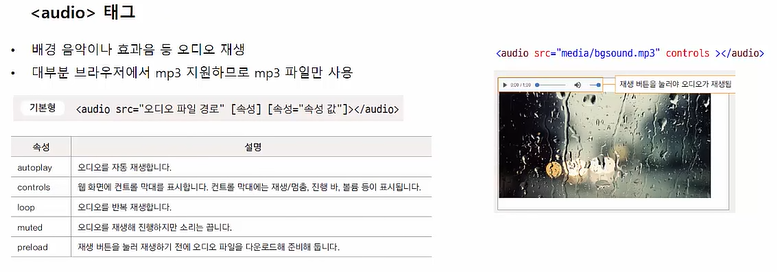 <audio> 태그
• 배경 음악이나 효과음 등 오디오 재생
• 대부분 브라우저에서 mp3 지원하므로 mp3 파일만 사용
기본형 <audio src="오디오 파일 경로" [속성] [속성="속성 값"]></audio>
속성 설명
autoplay 오디오를 자동 재생합니다.
controls 웹 화면에 컨트롤 막대를 표시합니다. 컨트롤 막대에는 재생/멈춤, 진행 바, 볼륨 등이 표시됩니다.
loop 오디오를 반복 재생합니다.
muted 오디오를 재생해 진행하지만 소리는 끕니다.
preload 재생 버튼을 눌러 재생하기 전에 오디오 파일을 다운로드해 준비해 둡니다.
<audio src="media/bgsound.mp3" controls ></audio>
재생 버튼을 눌러야 오디오가 재생됨